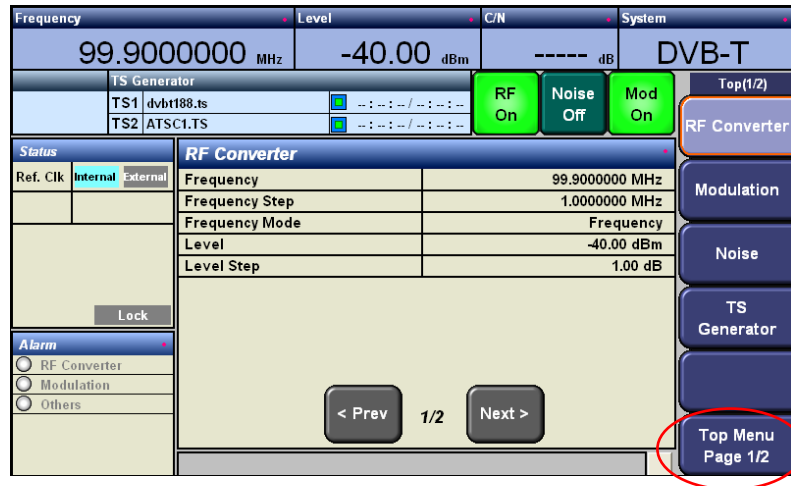 Frequency Level C/N System
99.9000000 MHz -40.00 dBm ----- dB DVB-T
TS Generator
TS1 dvbt188.ts --:--:--/--:--:--
TS2 ATSC1.TS --:--:--/--:--:--
RF On
Noise Off
Mod On
Top(1/2)
RF Converter
Modulation
Noise
TS
Generator
Top Menu
Page 1/2
Status
Ref. Clk Internal External
Lock
Alarm
RF Converter
Modulation
Others
RF Converter
Frequency 99.9000000 MHz
Frequency Step 1.0000000 MHz
Frequency Mode Frequency
Level -40.00 dBm
Level Step 1.00 dB
< Prev 1/2 Next >